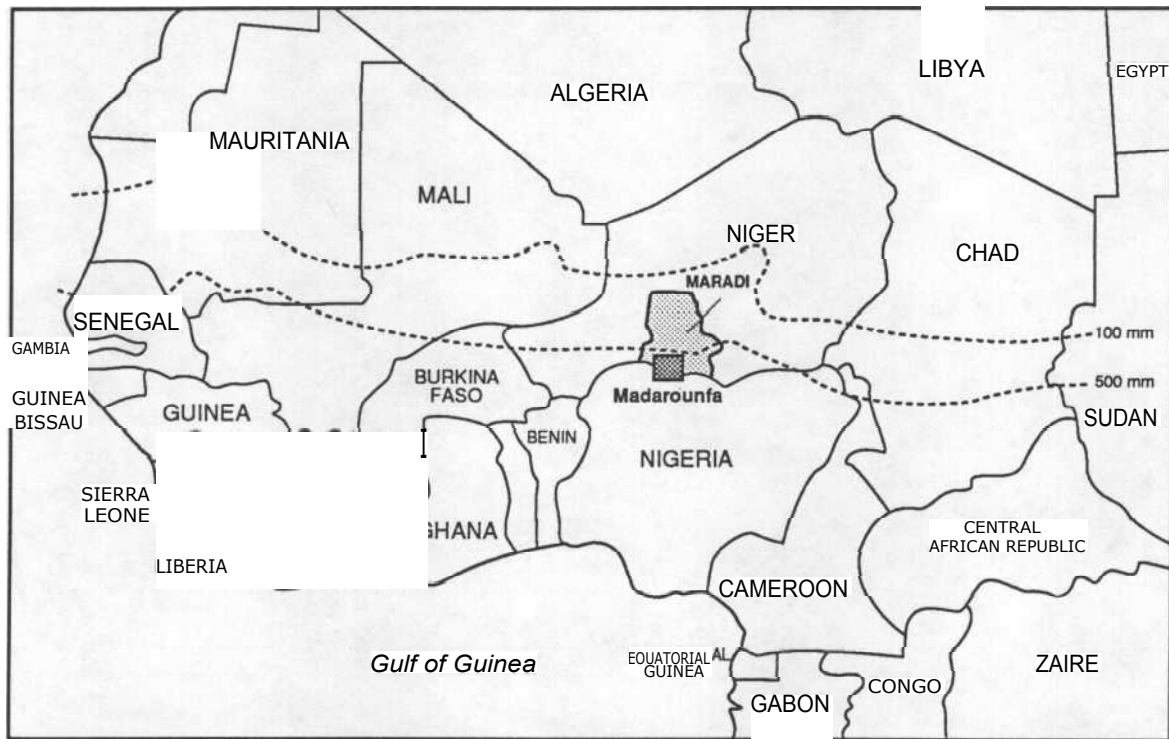 LIBYA
EGYPT
ALGERIA
MAURITANIA
MALI
NIGER
CHAD
MARADI
SENEGAL
100 mm
GAMBIA
500 mm
BURKINA
FASO
Madarounfa
GUINEA
BISSAU
GUINEA
SUDAN
BENIN
NIGERIA
SIERRA
LEONE
GHANA
CENTRAL
AFRICAN REPUBLIC
LIBERIA
CAMEROON
Gulf of Guinea
EQUATORIAL AL
GUINEA
ZAIRE
CONGO
GABON